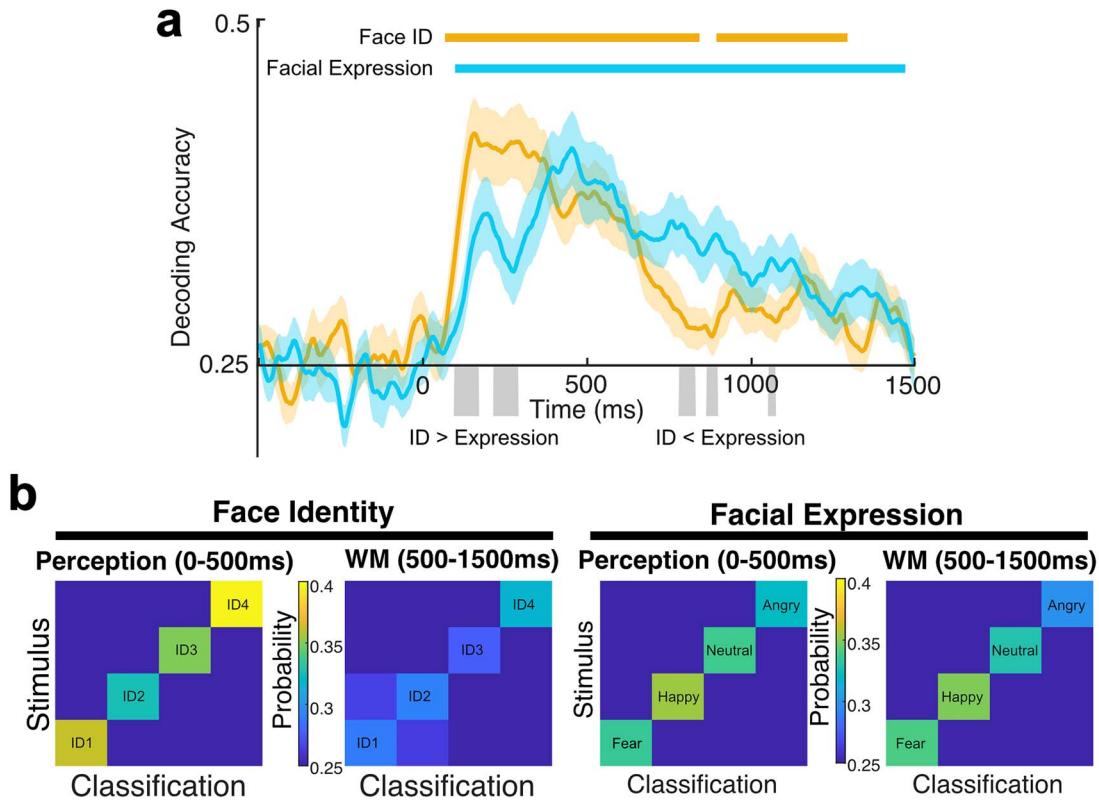 a
0.5
Face ID
Facial Expression
Decoding Accuracy
0.25
0 500 1000 1500
Time (ms)
ID > Expression ID < Expression
b
Face Identity Facial Expression
Perception (0-500ms) WM (500-1500ms) Perception (0-500ms) WM (500-1500ms)
Stimulus
ID4
ID3
ID2
ID1
Classification
Probability
0.4
0.35
0.3
0.25
ID4
ID3
ID2
ID1
Classification
Stimulus
Angry
Neutral
Happy
Fear
Classification
Probability
0.4
0.35
0.3
0.25
Angry
Neutral
Happy
Fear
Classification